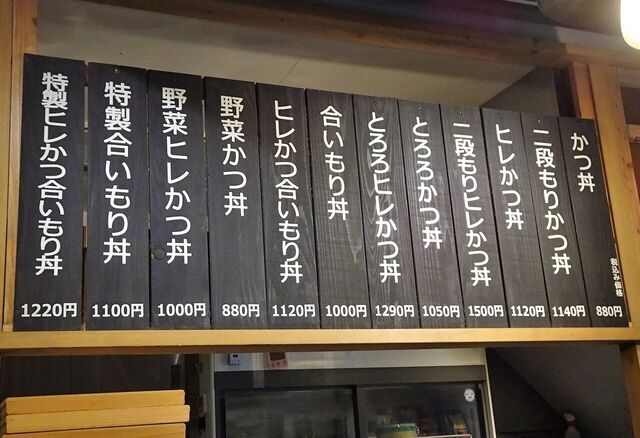 かつ丼
880円
税込み価格
二段もりかつ丼
1140円
ヒレかつ丼
1120円
二段もりヒレかつ丼
1500円
とろろかつ丼
1050円
とろろヒレかつ丼
1290円
合いもり丼
1000円
ヒレかつ合いもり丼
1120円
野菜かつ丼
880円
野菜ヒレかつ丼
1000円
特製合いもり丼
1100円
特製ヒレかつ合いもり丼
1220円